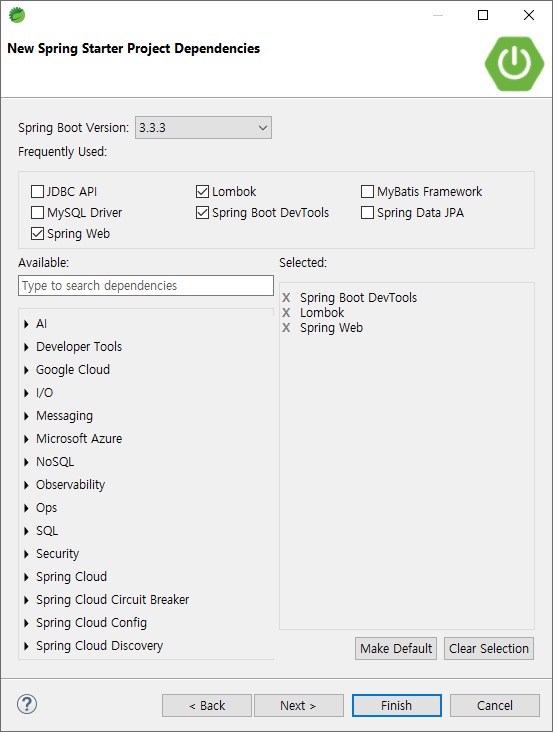 New Spring Starter Project Dependencies
Spring Boot Version: 3.3.3
Frequently Used:
JDBC API Lombok MyBatis Framework
MySQL Driver Spring Boot DevTools Spring Data JPA
Spring Web
Available: Selected:
Type to search dependencies
X Spring Boot DevTools
X Lombok
X Spring Web
AI
Developer Tools
Google Cloud
I/O
Messaging
Microsoft Azure
NoSQL
Observability
Ops
SQL
Security
Spring Cloud
Spring Cloud Circuit Breaker
Spring Cloud Config
Spring Cloud Discovery
Make Default Clear Selection
? < Back Next > Finish Cancel